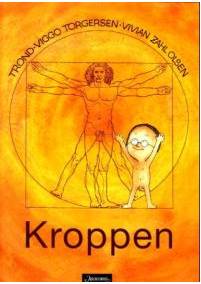 TROND·VIGGO TORGERSEN·VIVIAN ZAHL OLSEN
Kroppen